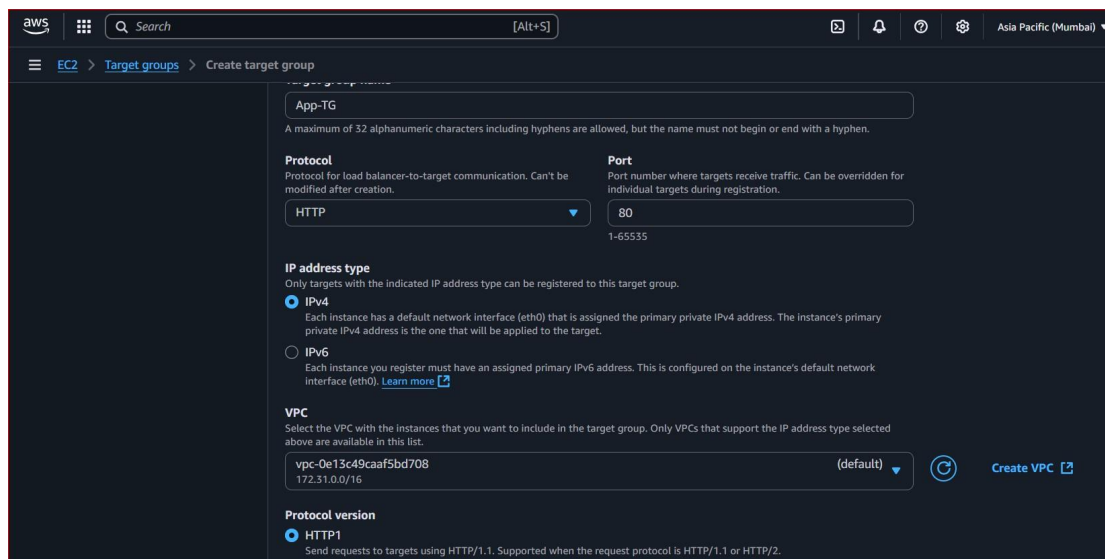 aws
Search [Alt+S] Asia Pacific (Mumbai)
EC2 > Target groups > Create target group
Target group name
App-TG
A maximum of 32 alphanumeric characters including hyphens are allowed, but the name must not begin or end with a hyphen.
Protocol
Protocol for load balancer-to-target communication. Can't be
modified after creation.
HTTP
Port
Port number where targets receive traffic. Can be overridden for
individual targets during registration.
80
1-65535
IP address type
Only targets with the indicated IP address type can be registered to this target group.
IPv4
Each instance has a default network interface (eth0) that is assigned the primary private IPv4 address. The instance's primary
private IPv4 address is the one that will be applied to the target.
IPv6
Each instance you register must have an assigned primary IPv6 address. This is configured on the instance's default network
interface (eth0). Learn more
VPC
Select the VPC with the instances that you want to include in the target group. Only VPCs that support the IP address type selected
above are available in this list.
vpc-0e13c49caaf5bd708 (default)
172.31.0.0/16
Create VPC
Protocol version
HTTP1
Send requests to targets using HTTP/1.1. Supported when the request protocol is HTTP/1.1 or HTTP/2.